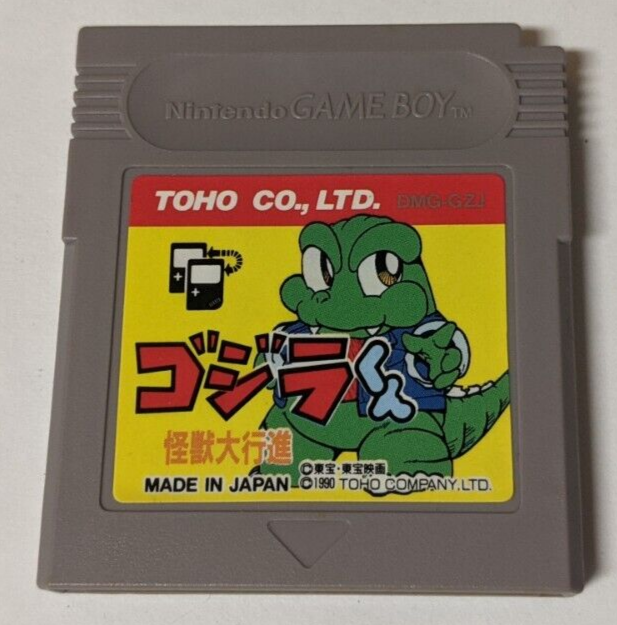 Nintendo GAME BOY TM
TOHO CO., LTD. DMG-GZJ
ゴジラくん
怪獣大行進
©東宝・東宝映画
MADE IN JAPAN ©1990 TOHO COMPANY.LTD.